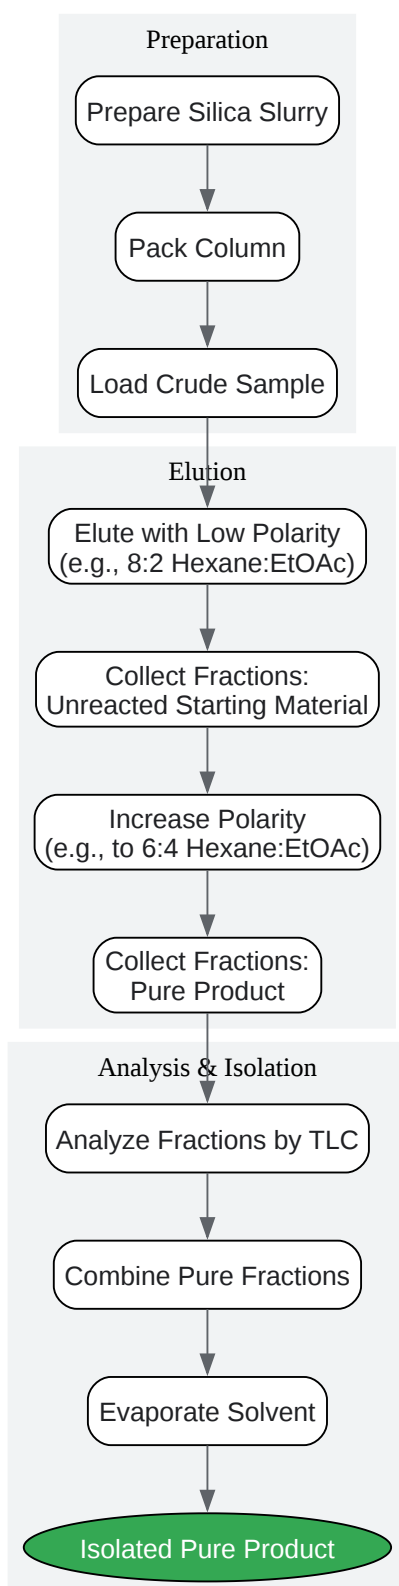 Preparation
Prepare Silica Slurry
Pack Column
Load Crude Sample
Elution
Elute with Low Polarity
(e.g., 8:2 Hexane:EtOAc)
Collect Fractions:
Unreacted Starting Material
Increase Polarity
(e.g., to 6:4 Hexane:EtOAc)
Collect Fractions:
Pure Product
Analysis & Isolation
Analyze Fractions by TLC
Combine Pure Fractions
Evaporate Solvent
Isolated Pure Product